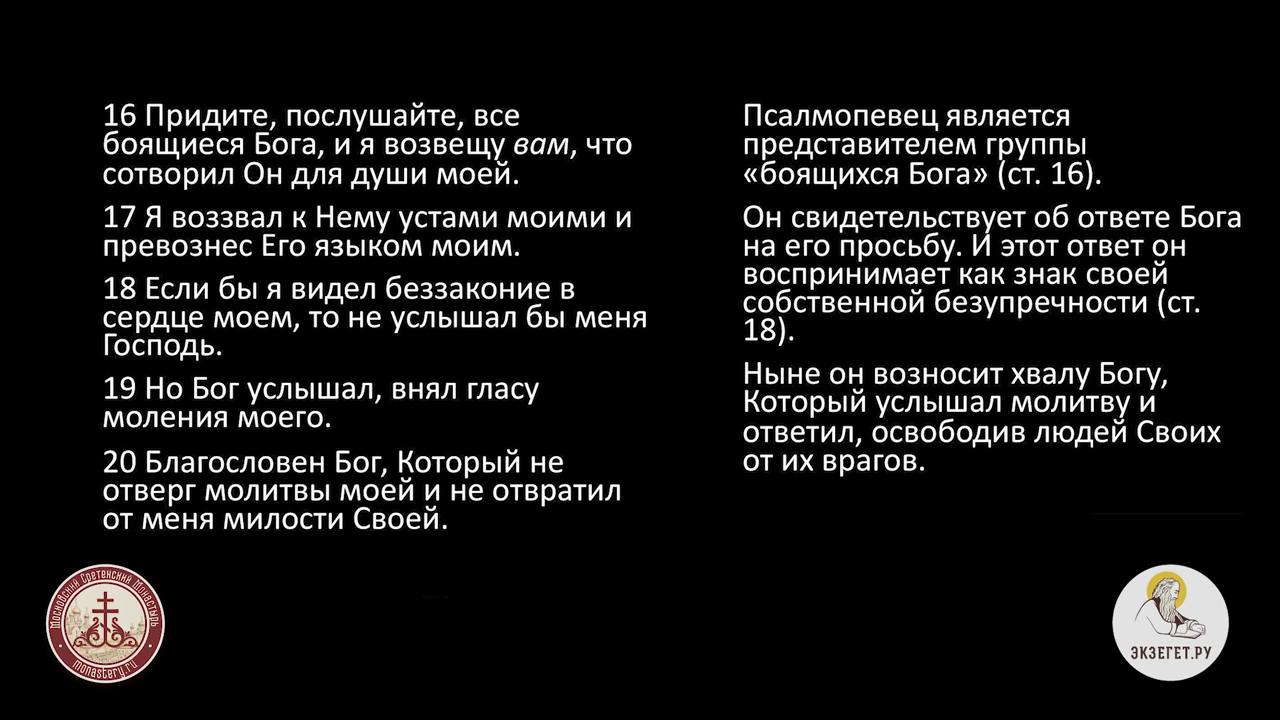 16 Придите, послушайте, все
боящиеся Бога, и я возвещу вам, что
сотворил Он для души моей.
17 Я воззвал к Нему устами моими и
превознес Его языком моим.
18 Если бы я видел беззаконие в
сердце моем, то не услышал бы меня
Господь.
19 Но Бог услышал, внял гласу
моления моего.
20 Благословен Бог, Который не
отверг молитвы моей и не отвратил
от меня милости Своей.
Псалмопевец является
представителем группы
«боящихся Бога» (ст. 16).
Он свидетельствует об ответе Бога
на его просьбу. И этот ответ он
воспринимает как знак своей
собственной безупречности (ст.
18).
Ныне он возносит хвалу Богу,
Который услышал молитву и
ответил, освободив людей Своих
от их врагов.
Московский Сретенский Монастырь
monastery.ru
ЭКЗЕГЕТ.РУ